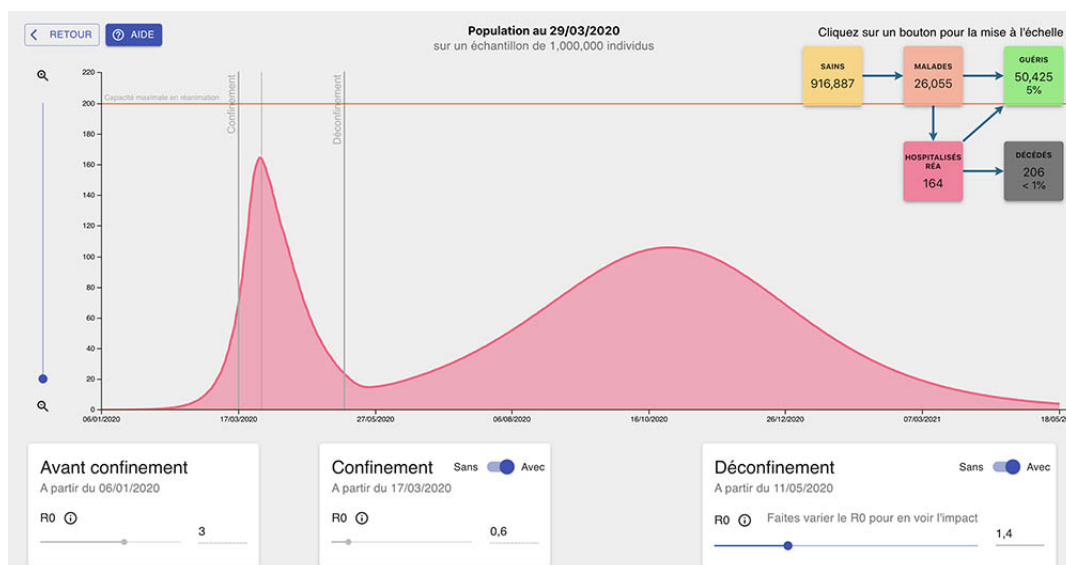 RETOUR
AIDE
Population au 29/03/2020
sur un échantillon de 1,000,000 individus
Cliquez sur un bouton pour la mise à l'échelle
SAINS
916,887
MALADES
26,055
GUÉRIS
50,425
5%
HOSPITALISÉS
RÉA
164
DÉCÉDÉS
206
< 1%
220
200
180
160
140
120
100
80
60
40
20
0
Capacité maximale en réanimation
Confinement
Déconfinement
06/01/2020
17/03/2020
27/05/2020
06/08/2020
16/10/2020
26/12/2020
07/03/2021
Avant confinement
A partir du 06/01/2020
R0
3
Confinement
Sans
Avec
A partir du 17/03/2020
R0
0,6
Déconfinement
Sans
Avec
A partir du 11/05/2020
R0
Faites varier le R0 pour en voir l'impact
1,4